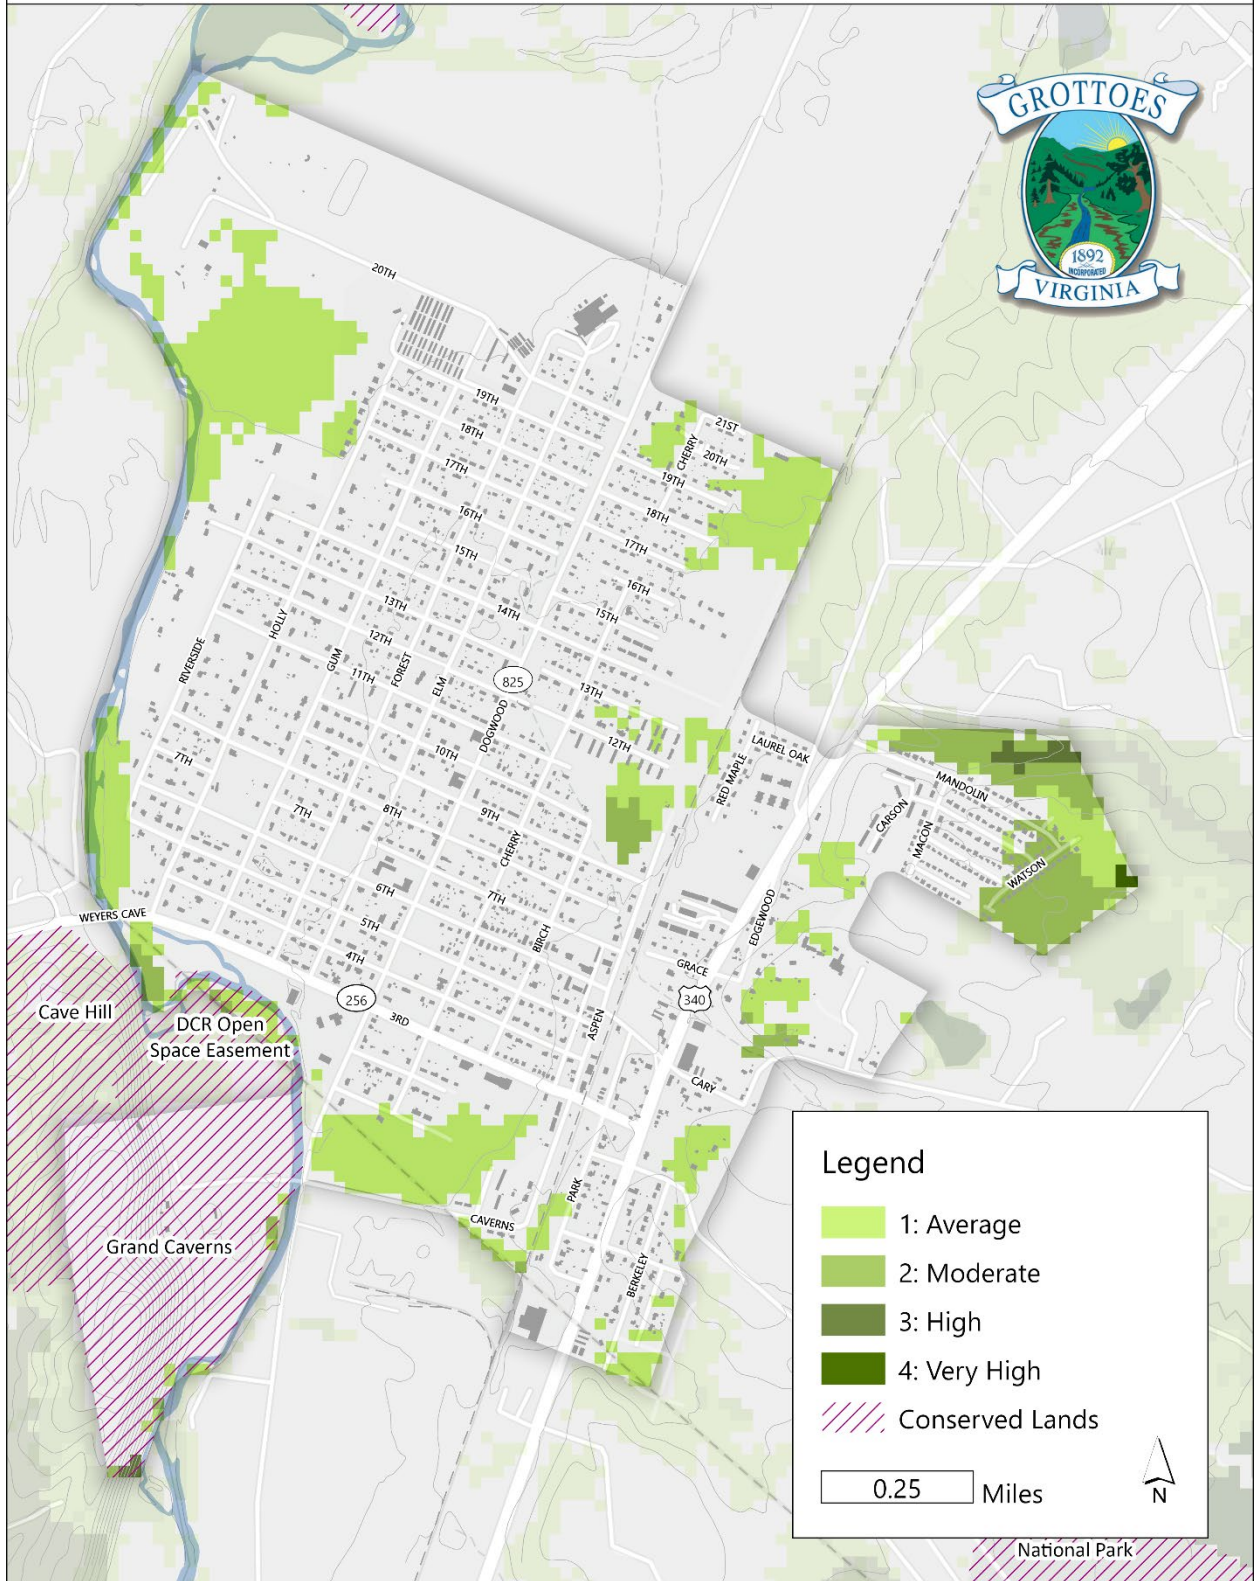 GROTTOES
1892
INCORPORATED
VIRGINIA
20TH
19TH
18TH
17TH
16TH
15TH
21ST
CHERRY
20TH
19TH
18TH
17TH
16TH
15TH
14TH
13TH
12TH
11TH
RIVERSIDE
HOLLY
GUM
FOREST
ELM
825
DOGWOOD
13TH
12TH
10TH
9TH
8TH
7TH
7TH
CHERRY
LAUREL OAK
RED MAPLE
MANDOLIN
CARSON
MACON
WATSON
EDGEWOOD
6TH
7TH
5TH
4TH
BIRCH
WEYERS CAVE
256
3RD
ASPEN
GRACE
340
CARY
Cave Hill
DCR Open
Space Easement
Grand Caverns
CAVERNS
PARK
BERKELEY
Legend
1: Average
2: Moderate
3: High
4: Very High
Conserved Lands
0.25 Miles
N
National Park